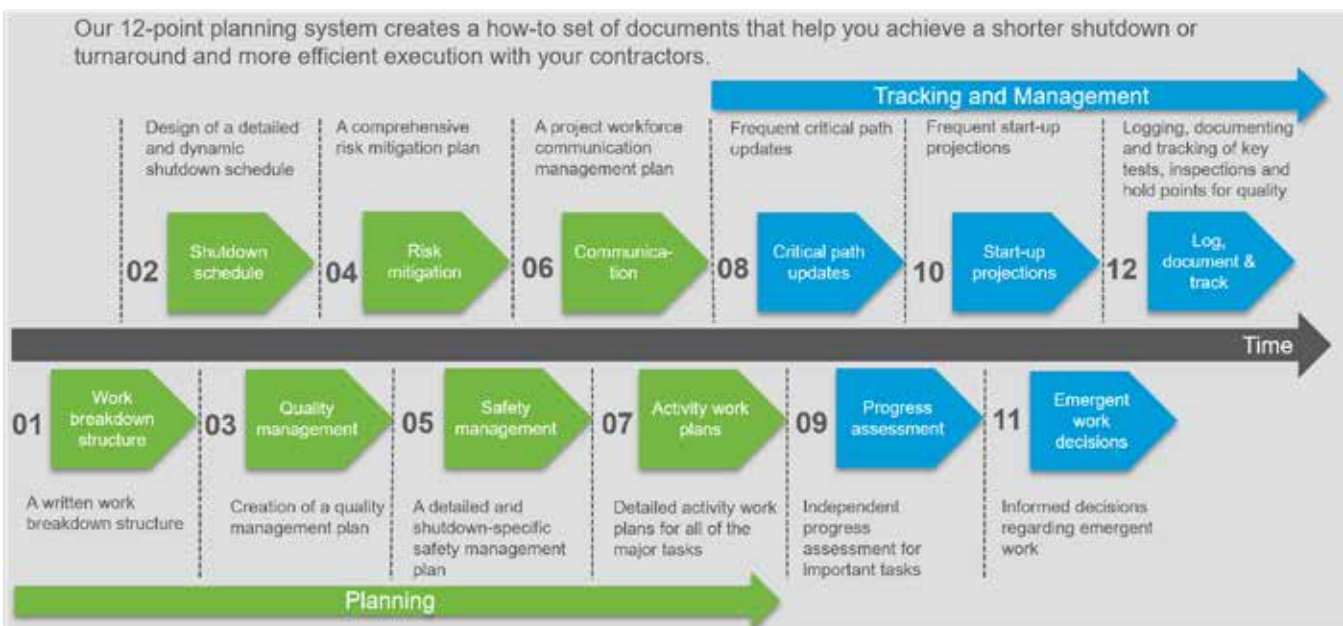 Our 12-point planning system creates a how-to set of documents that help you achieve a shorter shutdown or
turnaround and more efficient execution with your contractors.
Tracking and Management
Design of a detailed
and dynamic
shutdown schedule
A comprehensive
risk mitigation plan
A project workforce
communication
management plan
Frequent critical path
updates
Frequent start-up
projections
Logging, documenting
and tracking of key
tests, inspections and
hold points for quality
02
Shutdown
schedule
04
Risk
mitigation
06
Communica-
tion
08
Critical path
updates
10
Start-up
projections
12
Log,
document &
track
Time
01
Work
breakdown
structure
03
Quality
management
05
Safety
management
07
Activity work
plans
09
Progress
assessment
11
Emergent
work
decisions
A written work
breakdown structure
Creation of a quality
management plan
A detailed and
shutdown-specific
safety management
plan
Detailed activity work
plans for all of the
major tasks
Independent
progress
assessment for
important tasks
Informed decisions
regarding emergent
work
Planning